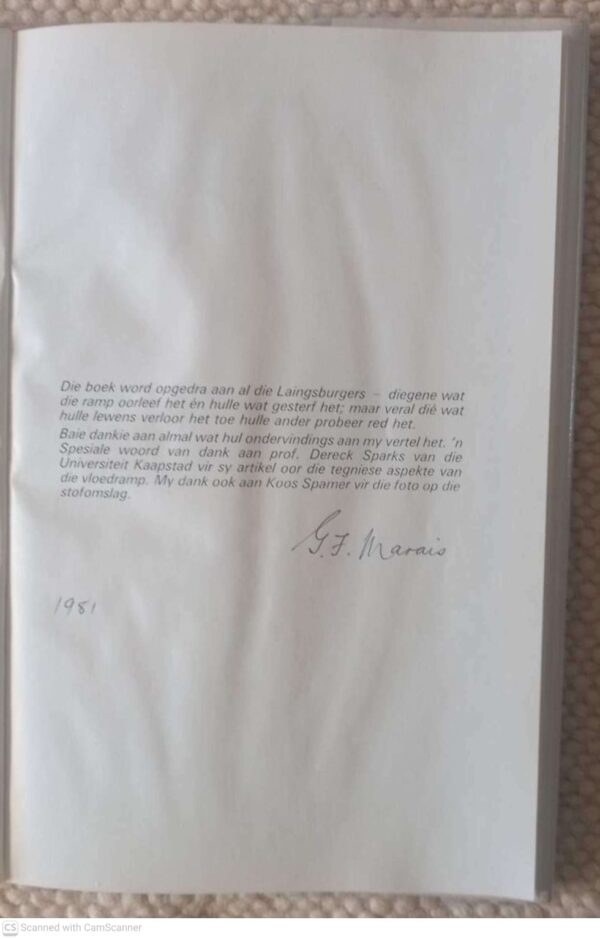 Die boek word opgedra aan al die Laingsburgers – diegene wat
die ramp oorleef het én hulle wat gesterf het; maar veral dié wat
hulle lewens verloor het toe hulle ander probeer red het.
Baie dankie aan almal wat hul ondervindings aan my vertel het. 'n
Spesiale woord van dank aan prof. Dereck Sparks van die
Universiteit Kaapstad vir sy artikel oor die tegniese aspekte van
die vloedramp. My dank ook aan Koos Spamer vir die foto op die
stofomslag.
G.F. Marais
1981
CS Scanned with CamScanner